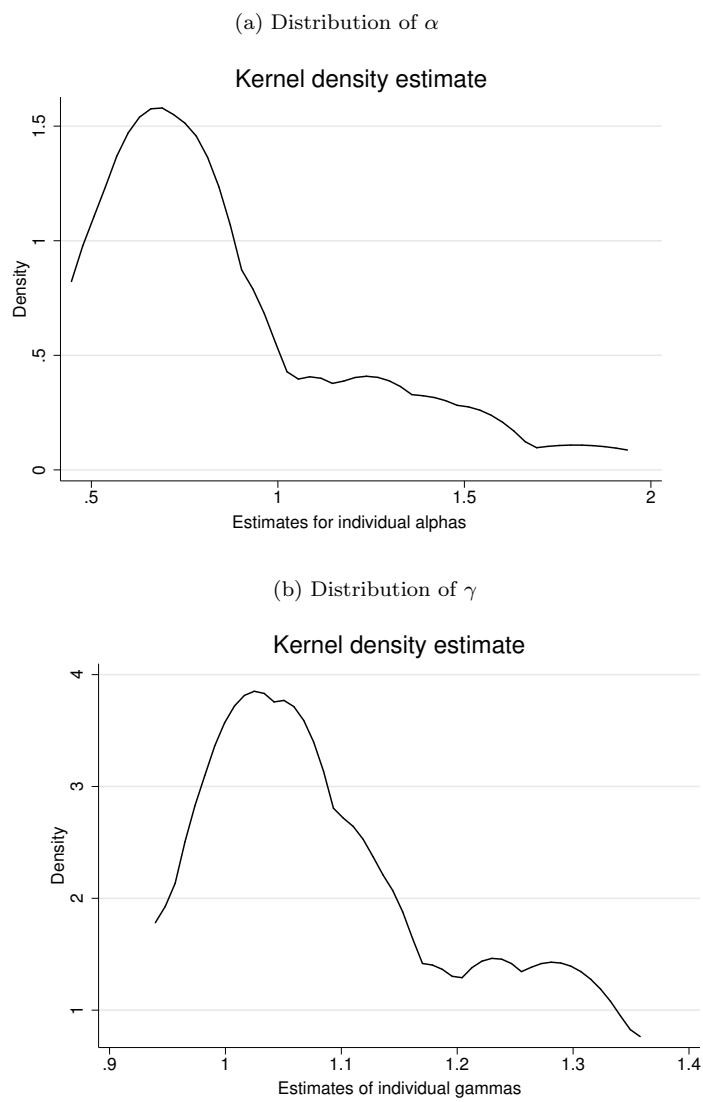 (a) Distribution of α
Kernel density estimate
1.5
1
.5
0
Density
.5 1 1.5 2
Estimates for individual alphas
(b) Distribution of γ
Kernel density estimate
4
3
2
1
Density
.9 1 1.1 1.2 1.3 1.4
Estimates of individual gammas